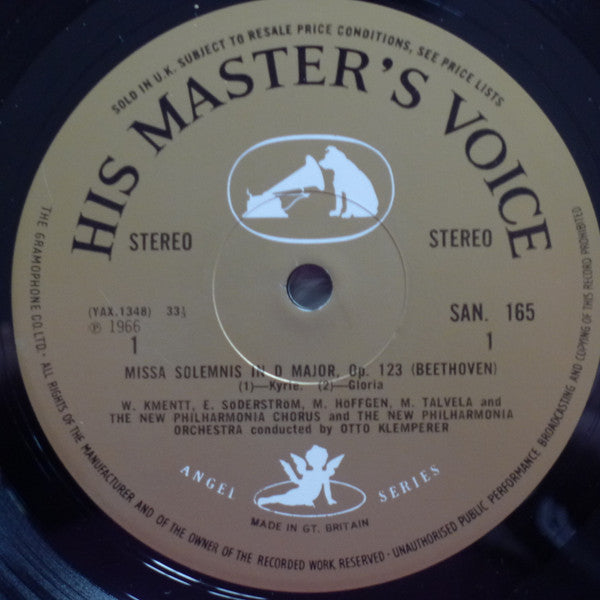 SOLD IN U.K. SUBJECT TO RESALE PRICE CONDITIONS, SEE PRICE LISTS
HIS MASTER'S VOICE
STEREO
STEREO
(YAX.1348) 33⅓
℗ 1966
1
SAN. 165
1
MISSA SOLEMNIS IN D MAJOR, Op. 123 (BEETHOVEN)
(1)—Kyrie. (2)—Gloria
W. KMENTT, E. SöDERSTRöM, M. HöFFGEN, M. TALVELA and
THE NEW PHILHARMONIA CHORUS and THE NEW PHILHARMONIA
ORCHESTRA conducted by OTTO KLEMPERER
ANGEL SERIES
MADE IN GT. BRITAIN
THE GRAMOPHONE CO. LTD. · ALL RIGHTS OF THE MANUFACTURER AND OF THE OWNER OF THE RECORDED WORK RESERVED · UNAUTHORISED PUBLIC PERFORMANCE BROADCASTING AND COPYING OF THIS RECORD PROHIBITED